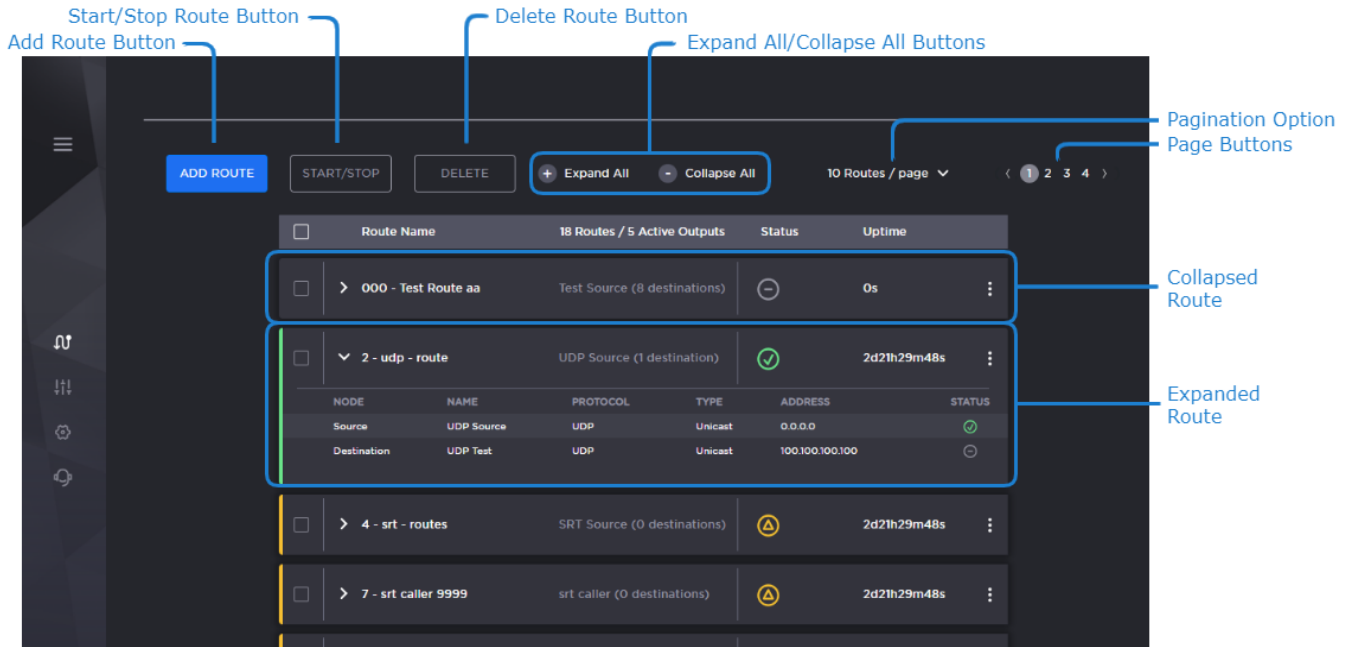 Start/Stop Route Button
Delete Route Button
Add Route Button
Expand All/Collapse All Buttons
Pagination Option
Page Buttons
ADD ROUTE START/STOP DELETE + Expand All - Collapse All 10 Routes / page 1 2 3 4
Route Name 18 Routes / 5 Active Outputs Status Uptime
000 - Test Route aa Test Source (8 destinations) 0s
Collapsed
Route
2 - udp - route UDP Source (1 destination) 2d21h29m48s
NODE NAME PROTOCOL TYPE ADDRESS STATUS
Source UDP Source UDP Unicast 0.0.0.0
Destination UDP Test UDP Unicast 100.100.100.100
Expanded
Route
4 - srt - routes SRT Source (0 destinations) 2d21h29m48s
7 - srt caller 9999 srt caller (0 destinations) 2d21h29m48s